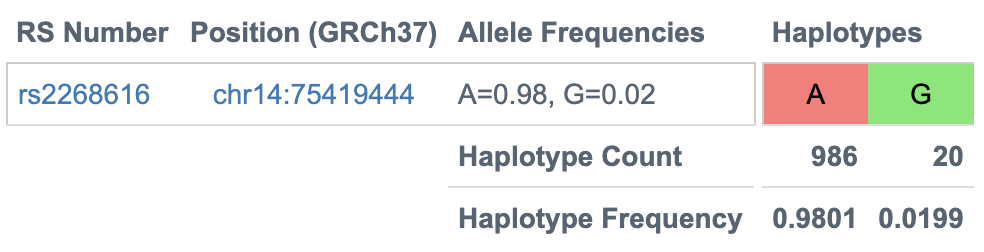 RS Number Position (GRCh37) Allele Frequencies Haplotypes
rs2268616 chr14:75419444 A=0.98, G=0.02 A G
Haplotype Count 986 20
Haplotype Frequency 0.9801 0.0199